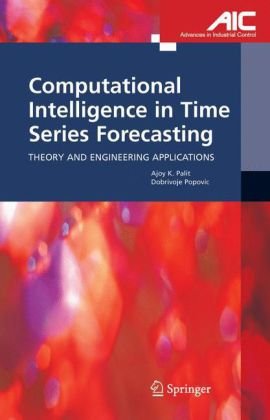 AIC
Advances in Industrial Control
Computational
Intelligence in Time
Series Forecasting
THEORY AND ENGINEERING APPLICATIONS
Ajoy K. Palit
Dobrivoje Popovic
Springer